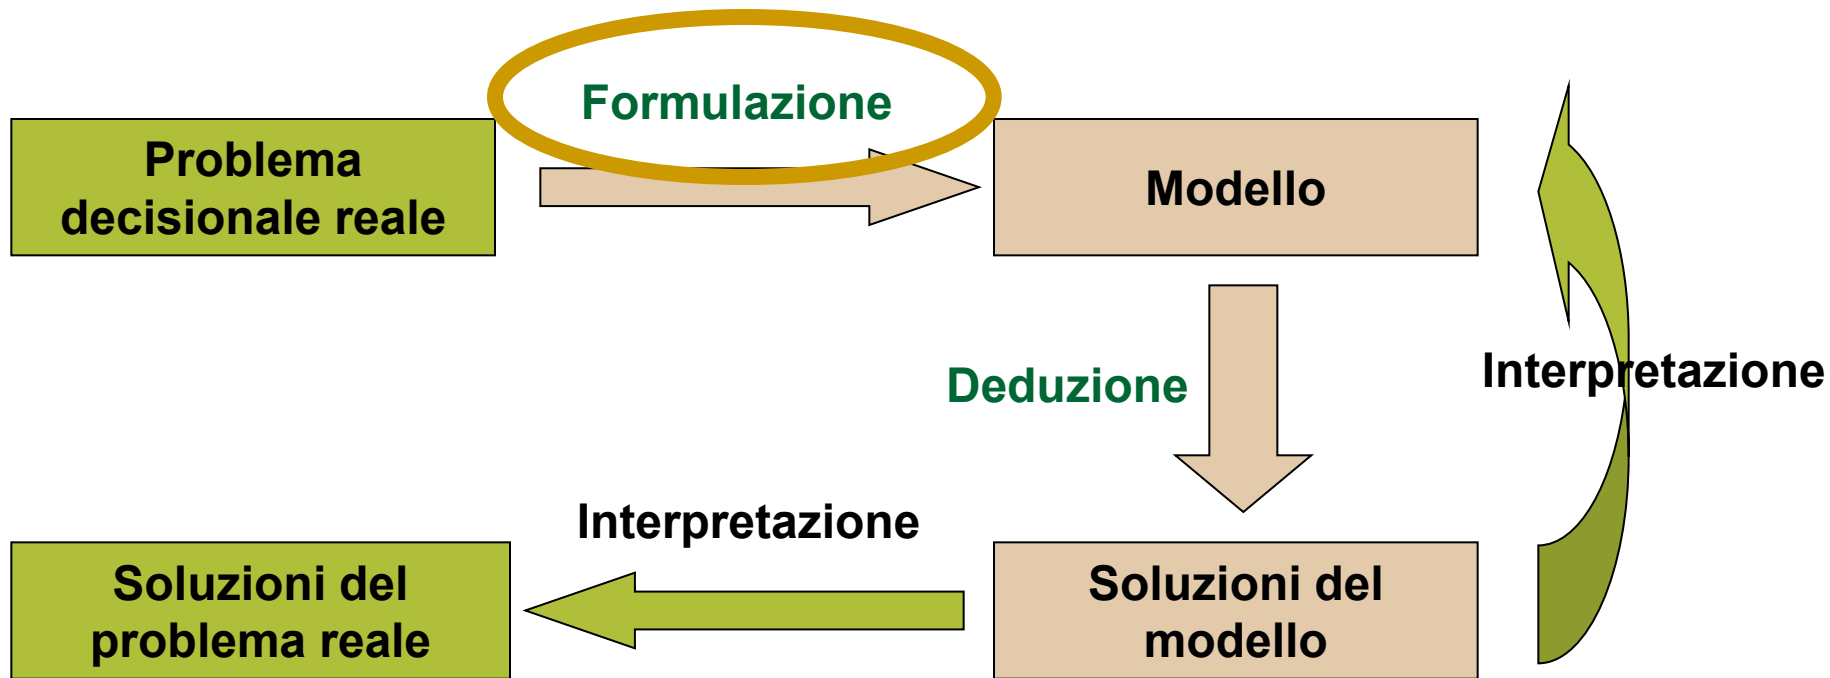 Formulazione
Problema
decisionale reale
Modello
Deduzione
Interpretazione
Interpretazione
Soluzioni del
problema reale
Soluzioni del
modello